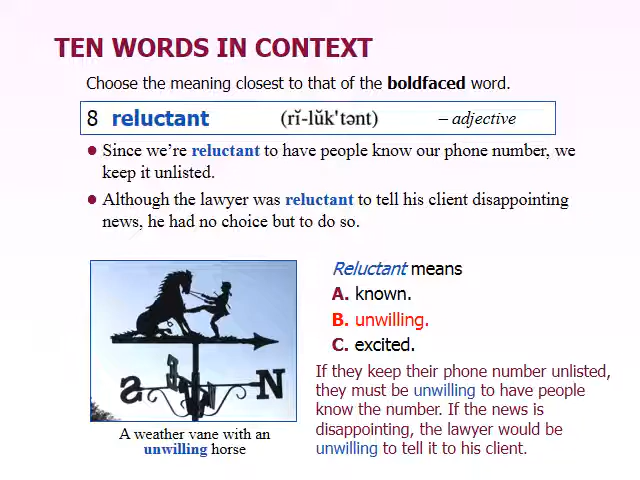 TEN WORDS IN CONTEXT
Choose the meaning closest to that of the boldfaced word.
8 reluctant (rĭ-lŭk'tənt) – adjective
• Since we're reluctant to have people know our phone number, we
keep it unlisted.
• Although the lawyer was reluctant to tell his client disappointing
news, he had no choice but to do so.
Reluctant means
A. known.
B. unwilling.
C. excited.
If they keep their phone number unlisted,
they must be unwilling to have people
know the number. If the news is
disappointing, the lawyer would be
unwilling to tell it to his client.
N
A weather vane with an
unwilling horse